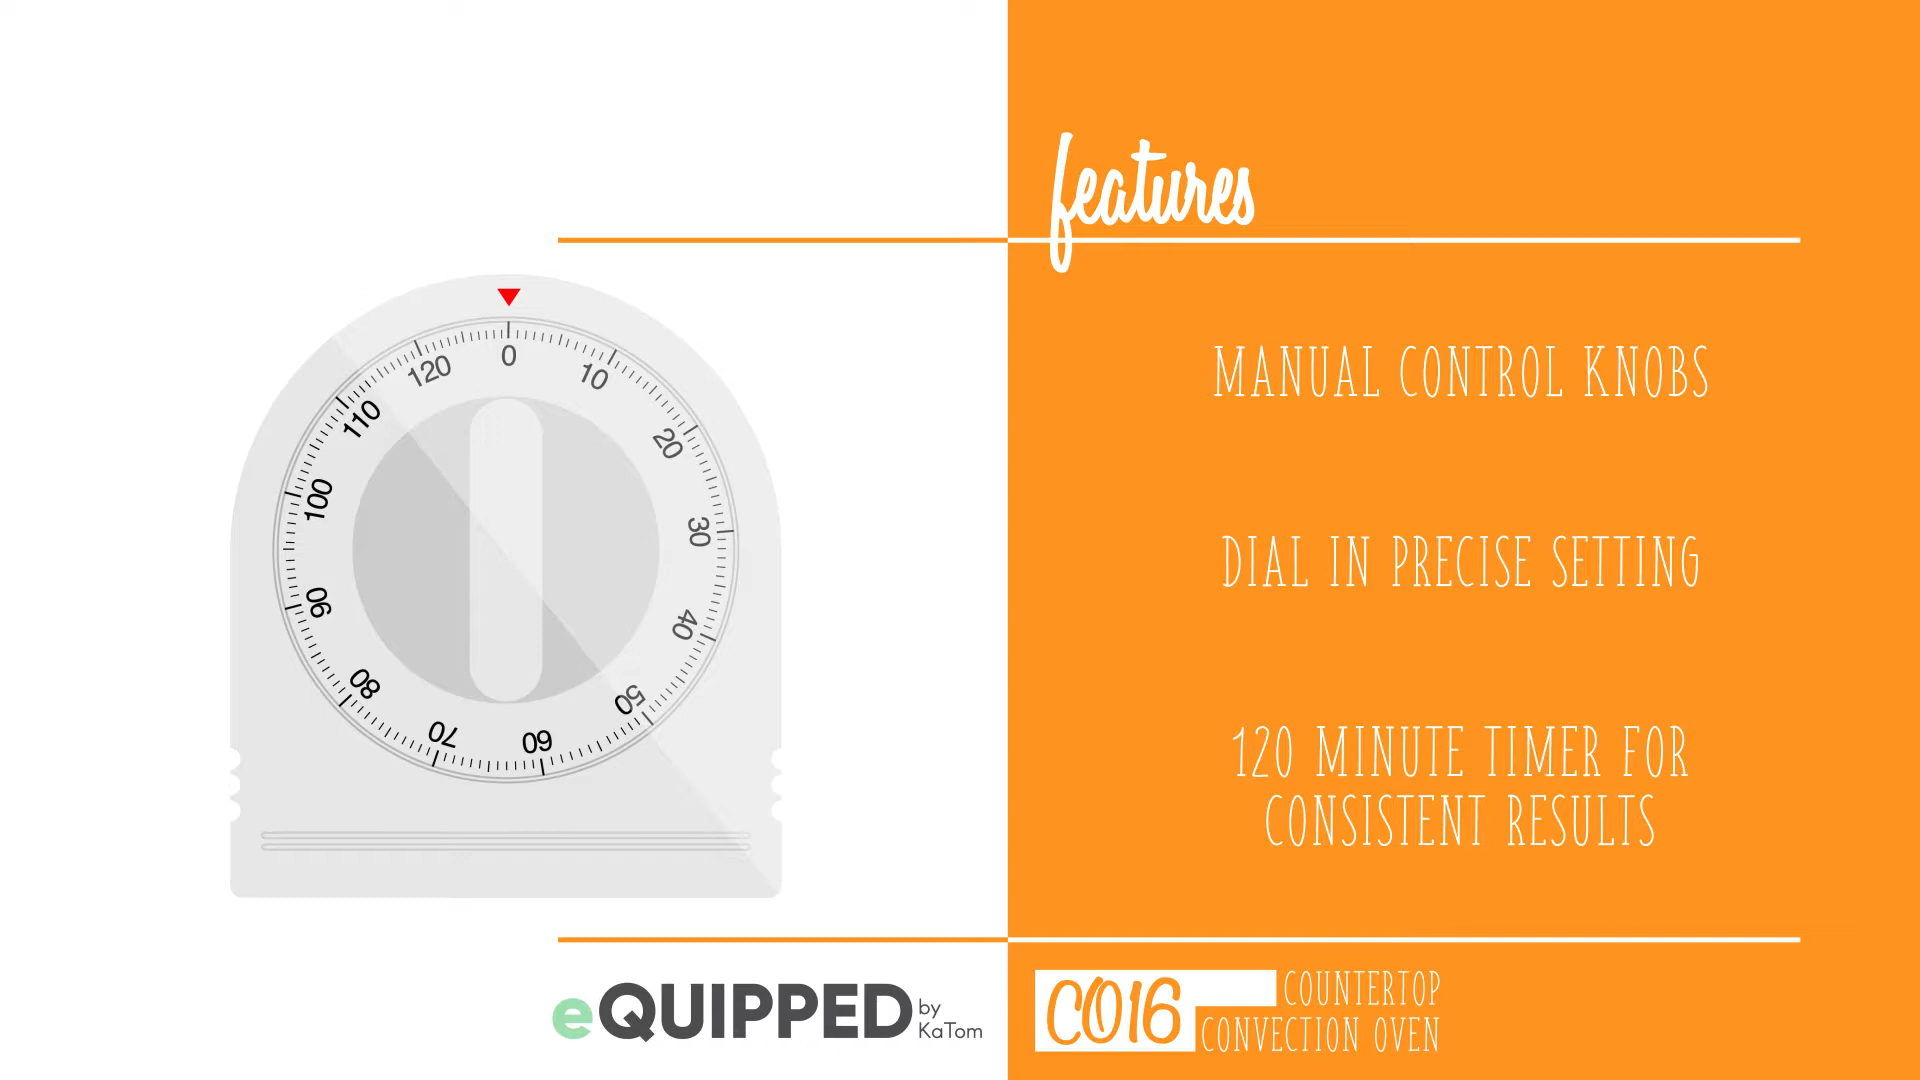 features
0
10
20
30
40
50
60
70
80
90
100
110
120
MANUAL CONTROL KNOBS
DIAL IN PRECISE SETTING
120 MINUTE TIMER FOR
CONSISTENT RESULTS
eQUIPPED by KaTom
CO16 COUNTERTOP
CONVECTION OVEN